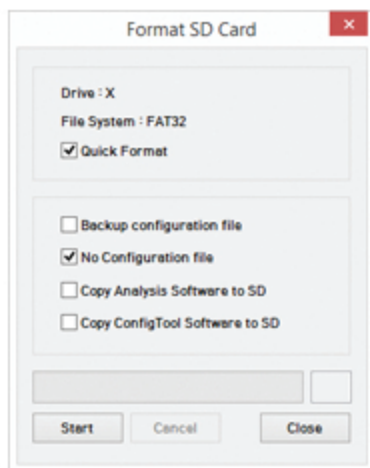 Format SD Card
Drive : X
File System : FAT32
Quick Format
Backup configuration file
No Configuration file
Copy Analysis Software to SD
Copy ConfigTool Software to SD
Start Cancel Close